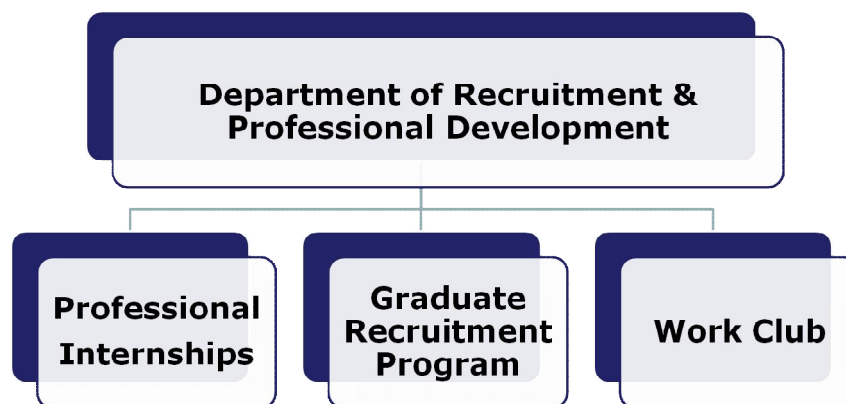 Department of Recruitment &
Professional Development
Professional
Internships
Graduate
Recruitment
Program
Work Club